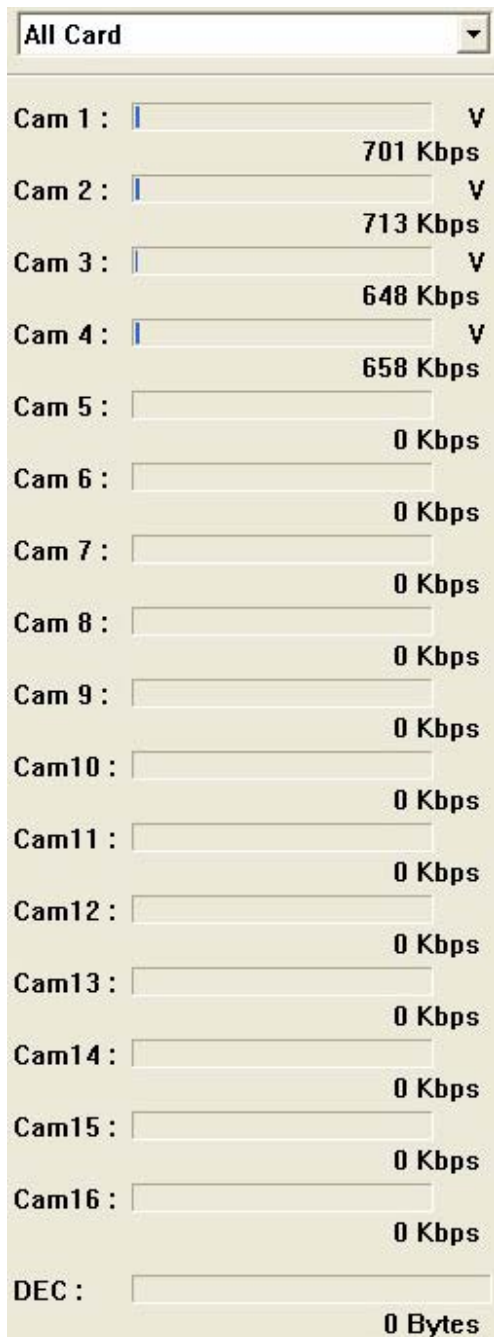 All Card
Cam 1 : V
701 Kbps
Cam 2 : V
713 Kbps
Cam 3 : V
648 Kbps
Cam 4 : V
658 Kbps
Cam 5 :
0 Kbps
Cam 6 :
0 Kbps
Cam 7 :
0 Kbps
Cam 8 :
0 Kbps
Cam 9 :
0 Kbps
Cam10 :
0 Kbps
Cam11 :
0 Kbps
Cam12 :
0 Kbps
Cam13 :
0 Kbps
Cam14 :
0 Kbps
Cam15 :
0 Kbps
Cam16 :
0 Kbps
DEC :
0 Bytes